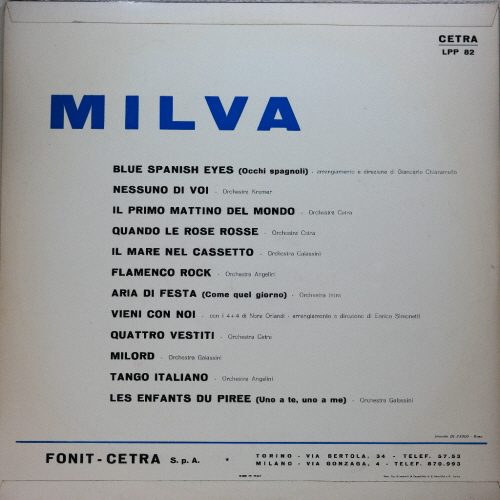 CETRA
LPP 82
MILVA
BLUE SPANISH EYES (Occhi spagnoli) - arrangiamento e direzione di Giancarlo Chiaramello
NESSUNO DI VOI - Orchestra Kramer
IL PRIMO MATTINO DEL MONDO - Orchestra Cetra
QUANDO LE ROSE ROSSE - Orchestra Cetra
IL MARE NEL CASSETTO - Orchestra Galassini
FLAMENCO ROCK - Orchestra Angelini
ARIA DI FESTA (Come quel giorno) - Orchestra
VIENI CON NOI - con i 4+4 di Nora Orlandi - arrangiamento e direzione di Enrico Simonetti
QUATTRO VESTITI - Orchestra Cetra
MILORD - Orchestra Galassini
TANGO ITALIANO - Orchestra Angelini
LES ENFANTS DU PIREE (Uno a te, uno a me) - Orchestra Galassini
FONIT-CETRA S.p.A. • TORINO - VIA BERTOLA, 34 - TELEF. 57.53
MILANO - VIA GONZAGA, 4 - TELEF. 870.993